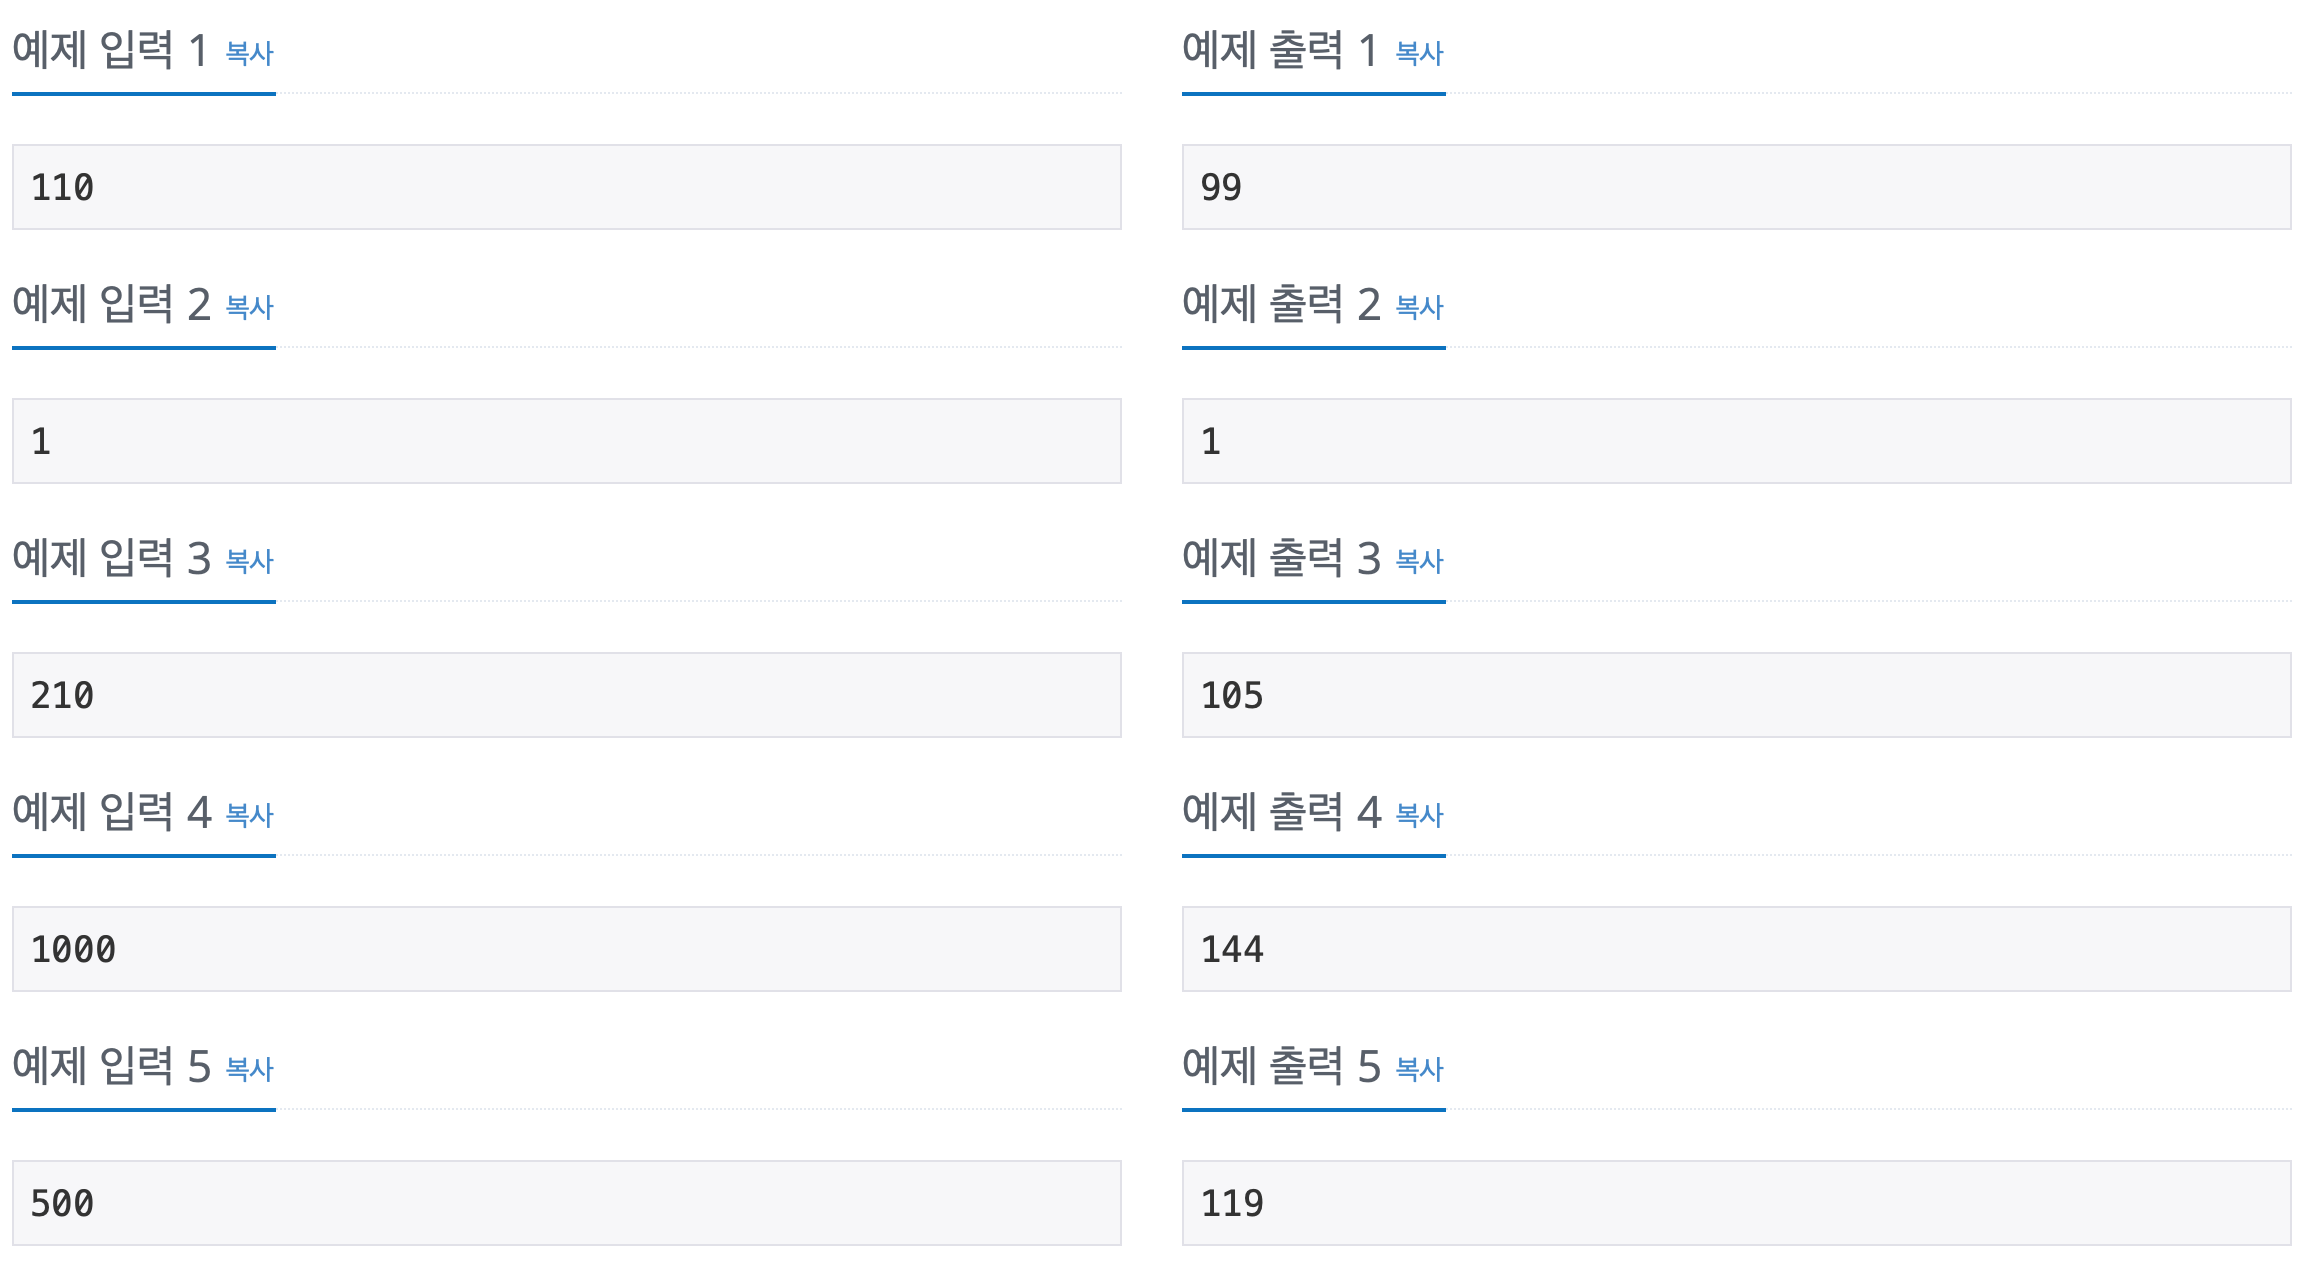 예제 입력 1 복사
예제 출력 1 복사
110
99
예제 입력 2 복사
예제 출력 2 복사
1
1
예제 입력 3 복사
예제 출력 3 복사
210
105
예제 입력 4 복사
예제 출력 4 복사
1000
144
예제 입력 5 복사
예제 출력 5 복사
500
119